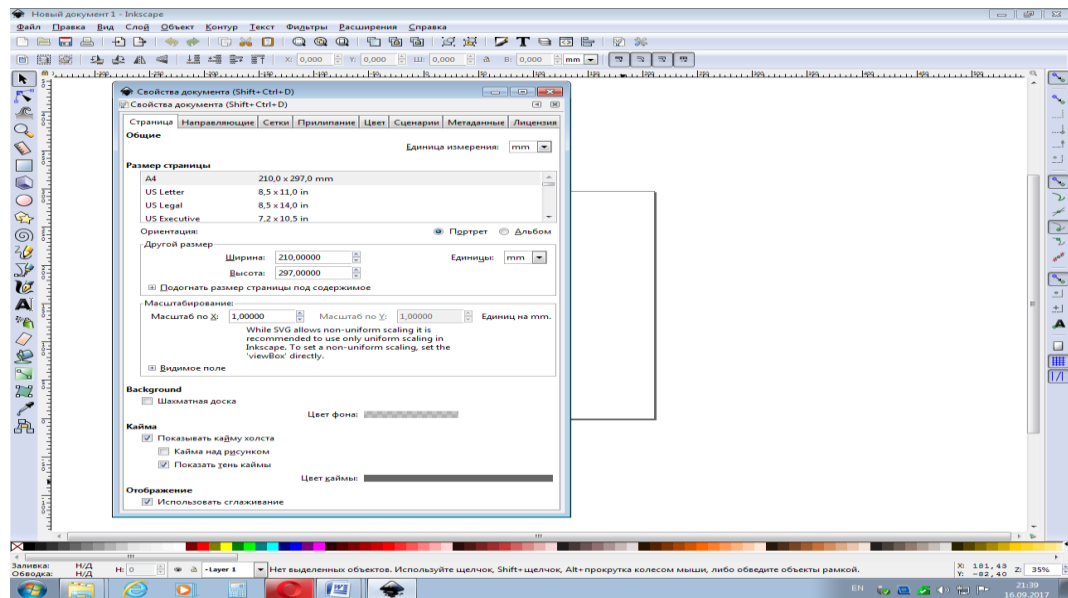 Новый документ 1 - Inkscape
Файл Правка Вид Слой Объект Контур Текст Фильтры Расширения Справка
X: 0,000 Y: 0,000 Ш: 0,000 В: 0,000 mm
Свойства документа (Shift+Ctrl+D)
Свойства документа (Shift+Ctrl+D)
Страница Направляющие Сетки Прилипание Цвет Сценарии Метаданные Лицензия
Общие
Единица измерения: mm
Размер страницы
A4 210,0 x 297,0 mm
US Letter 8,5 x 11,0 in
US Legal 8,5 x 14,0 in
US Executive 7,2 x 10,5 in
Ориентация: Портрет Альбом
Другой размер
Ширина: 210,00000 Единицы: mm
Высота: 297,00000
Подогнать размер страницы под содержимое
Масштабирование:
Масштаб по X: 1,00000 Масштаб по Y: 1,00000 Единиц на mm.
While SVG allows non-uniform scaling it is
recommended to use only uniform scaling in
Inkscape. To set a non-uniform scaling, set the
'viewBox' directly.
Видимое поле
Background
Шахматная доска
Цвет фона:
Кайма
Показывать кайму холста
Кайма над рисунком
Показать тень каймы
Цвет каймы:
Отображение
Использовать сглаживание
Заливка: Н/Д
Обводка: Н/Д
Н: 0
Layer 1
Нет выделенных объектов. Используйте щелчок, Shift+щелчок, Alt+прокрутка колесом мыши, либо обведите объекты рамкой.
X: 181,43
Y: -82,40
Z: 35%
EN
21:39
16.09.2017